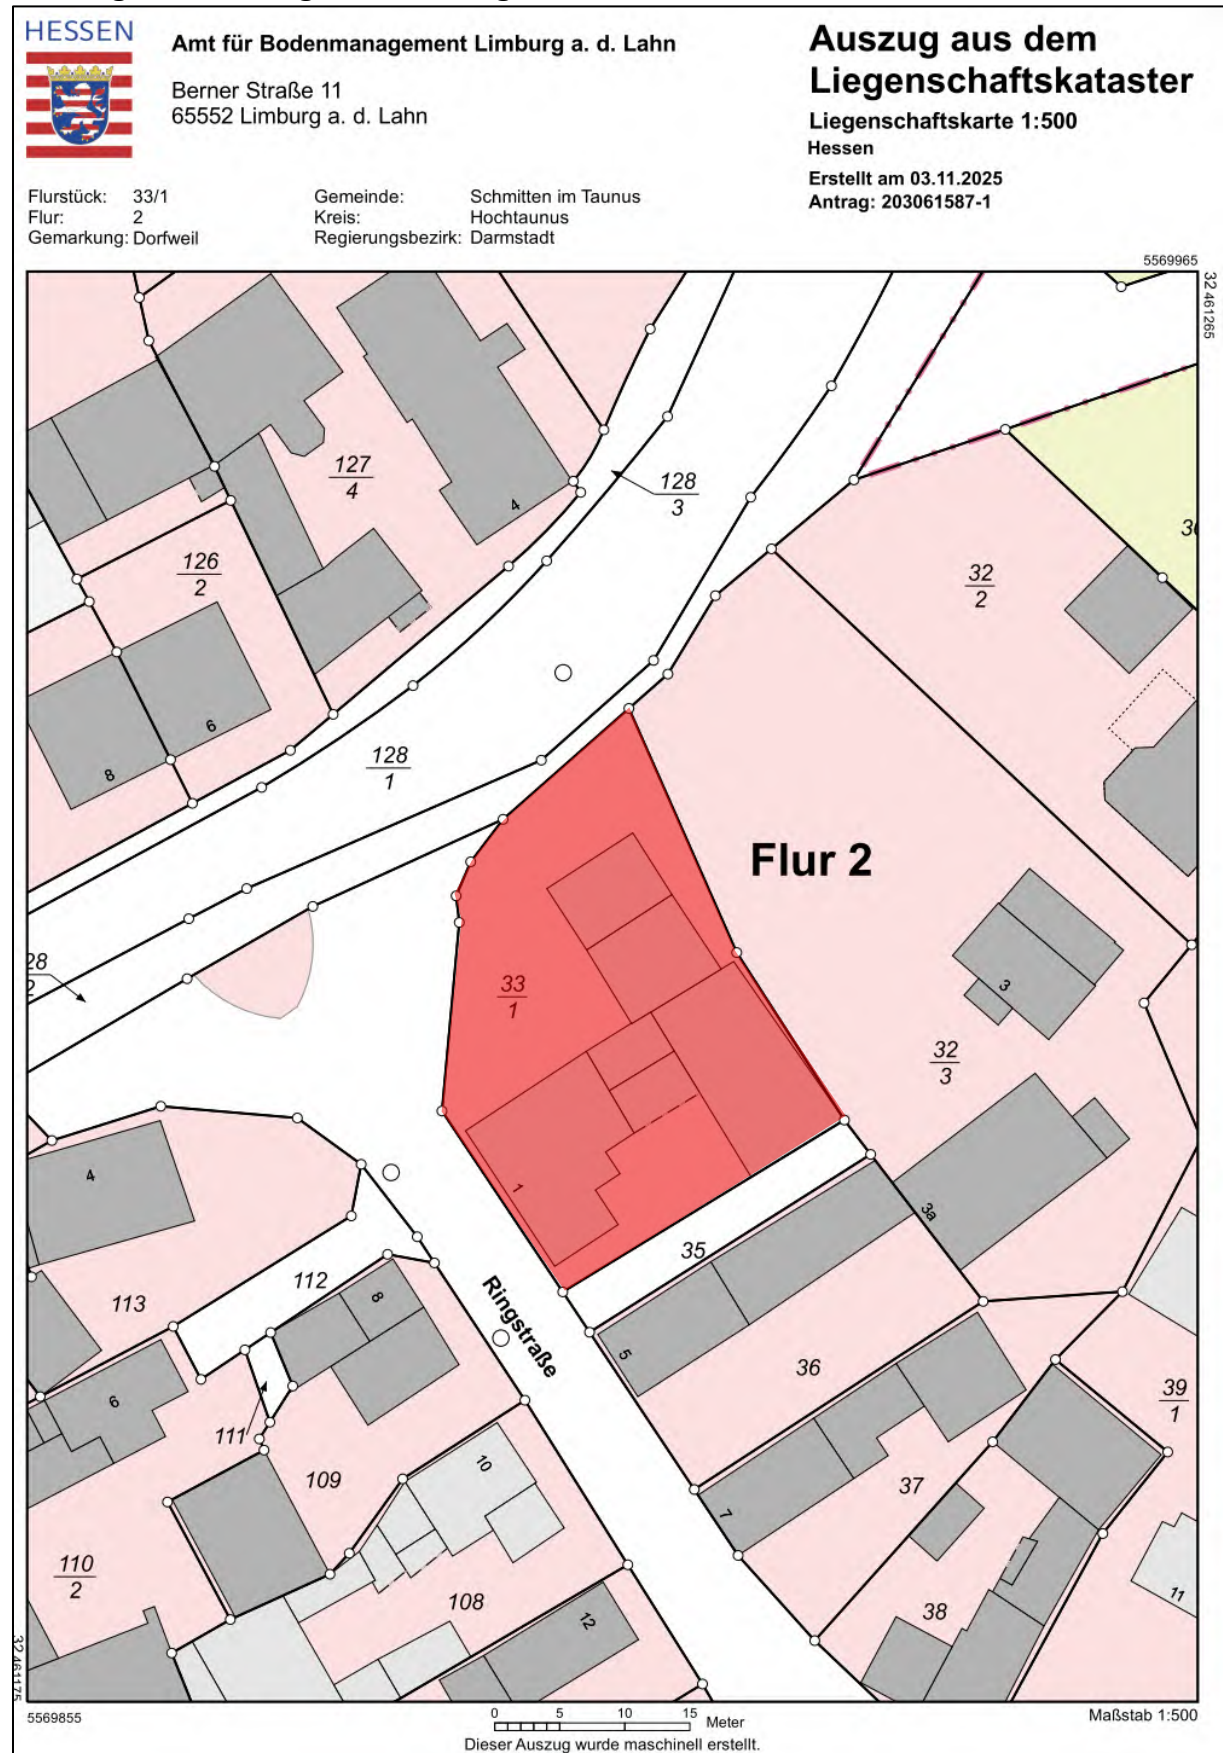 HESSEN
Amt für Bodenmanagement Limburg a. d. Lahn
Berner Straße 11
65552 Limburg a. d. Lahn
Auszug aus dem
Liegenschaftskataster
Liegenschaftskarte 1:500
Hessen
Erstellt am 03.11.2025
Antrag: 203061587-1
Flurstück: 33/1
Flur: 2
Gemarkung: Dorfweil
Gemeinde: Schmitten im Taunus
Kreis: Hochtaunus
Regierungsbezirk: Darmstadt
5569965
32 461265
127
4
4
128
3
126
2
32
2
6
8
128
1
Flur 2
33
1
3
32
3
4
1
3a
35
112
113
8
Ringstraße
5
36
39
1
6
111
109
10
7
37
110
2
108
12
38
11
32 461175
5569855
0 5 10 15 Meter
Maßstab 1:500
Dieser Auszug wurde maschinell erstellt.